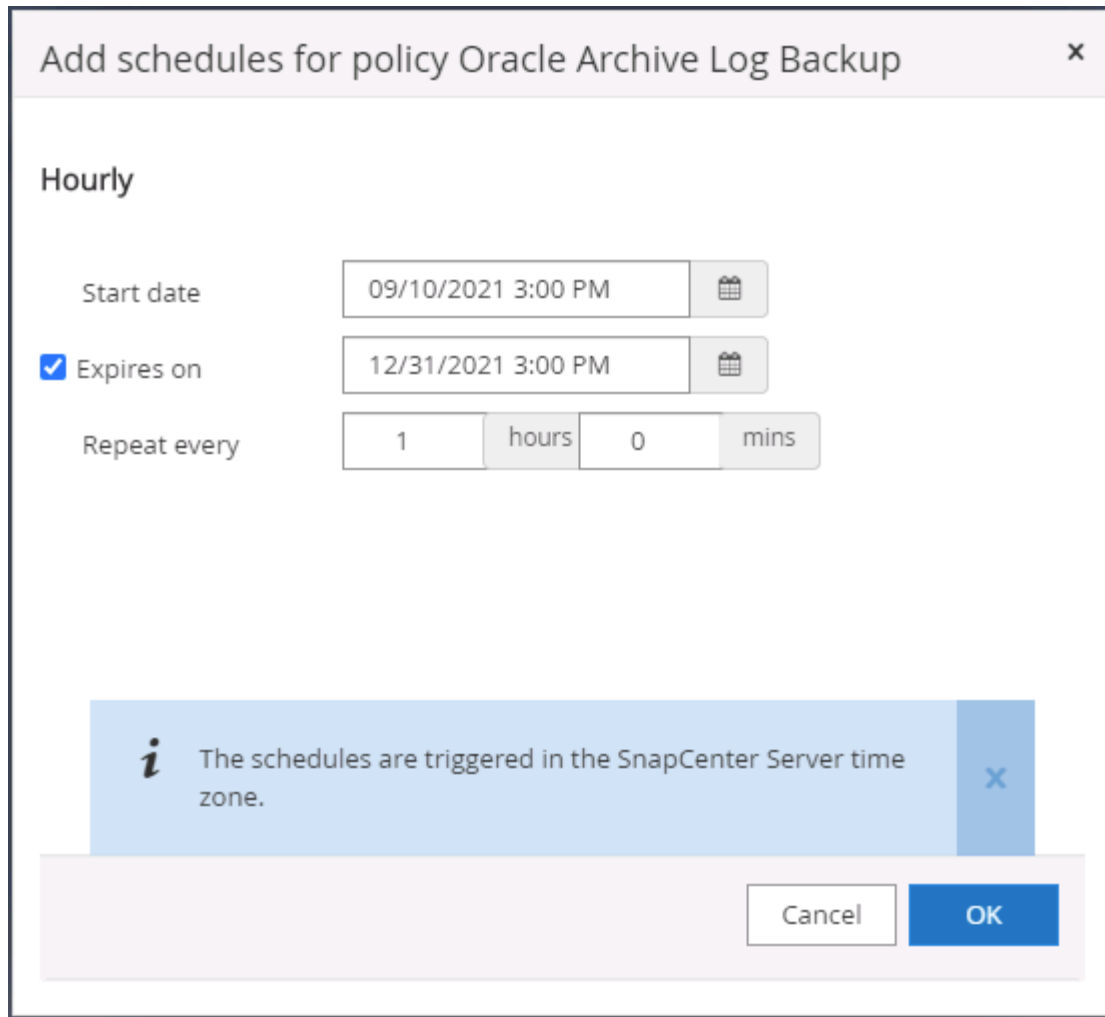 Add schedules for policy Oracle Archive Log Backup ×
Hourly
Start date 09/10/2021 3:00 PM
Expires on 12/31/2021 3:00 PM
Repeat every 1 hours 0 mins
i The schedules are triggered in the SnapCenter Server time
zone.
×
Cancel OK